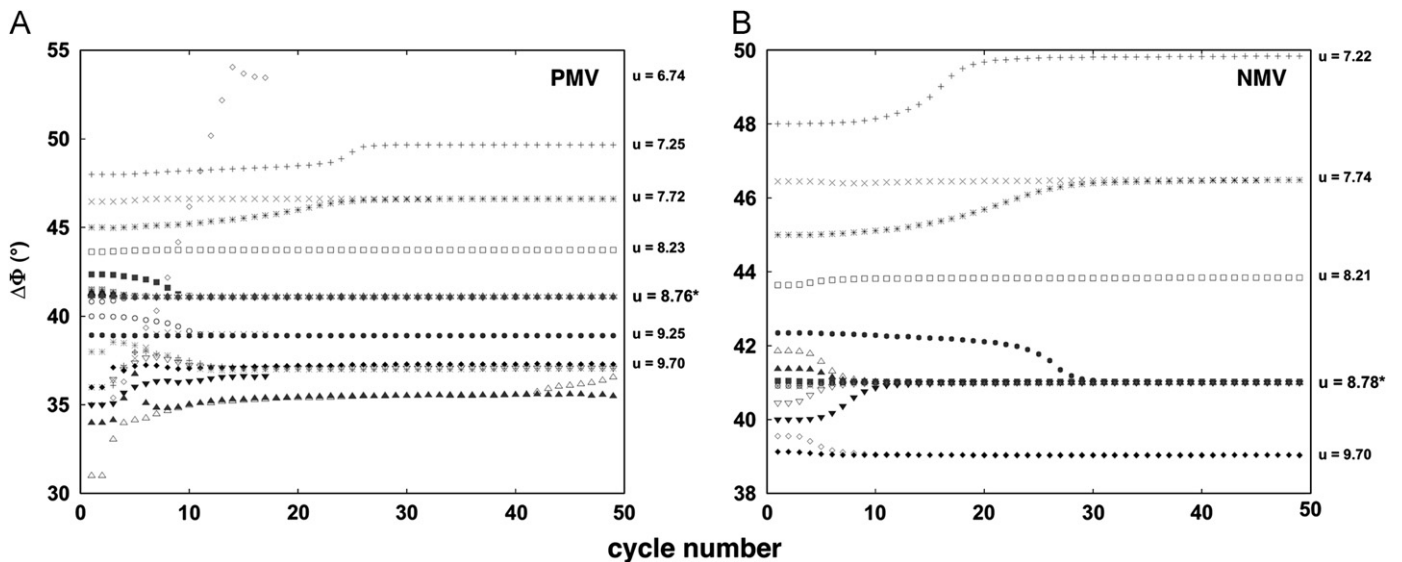 A
55
50
45
40
35
30
ΔΦ (°)
PMV
u = 6.74
u = 7.25
u = 7.72
u = 8.23
u = 8.76*
u = 9.25
u = 9.70
0 10 20 30 40 50
B
50
48
46
44
42
40
38
NMV
u = 7.22
u = 7.74
u = 8.21
u = 8.78*
u = 9.70
0 10 20 30 40 50
cycle number